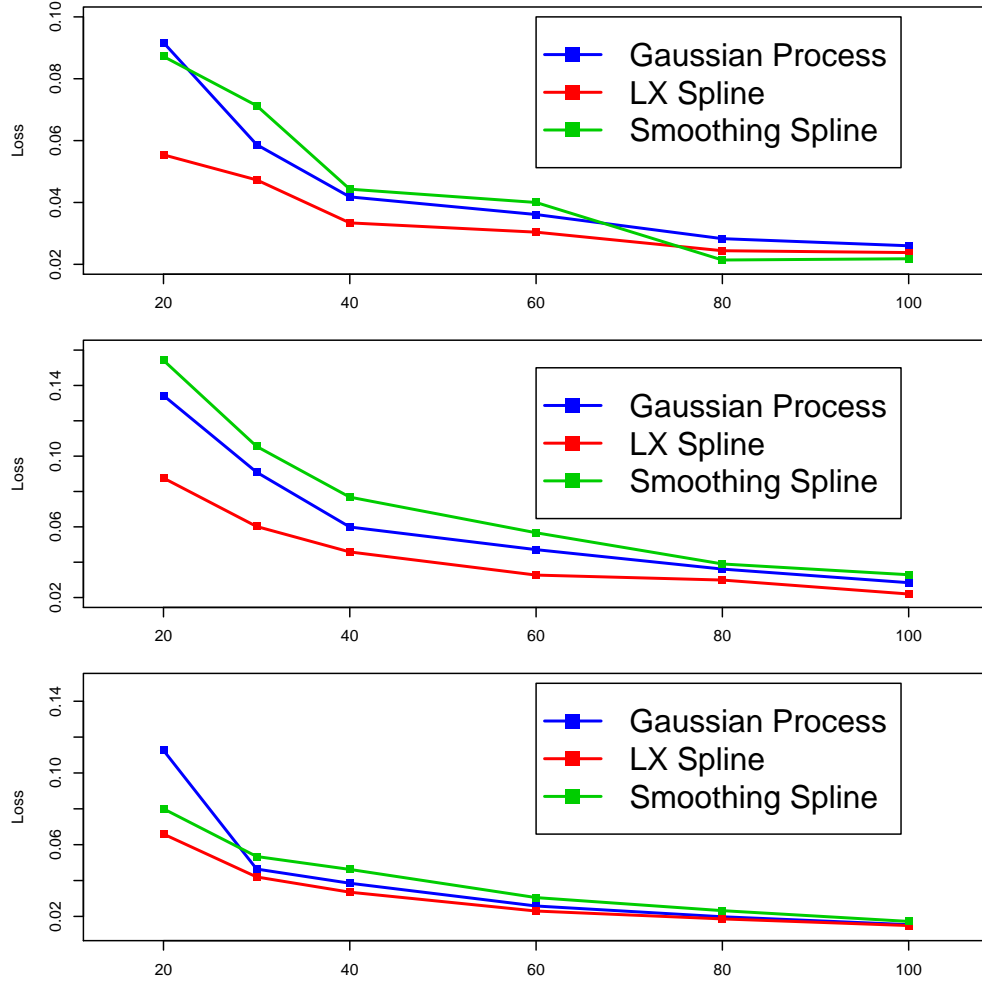 0.10
0.08
0.06
0.04
0.02
Loss
Gaussian Process
LX Spline
Smoothing Spline
20 40 60 80 100
0.14
0.10
0.06
0.02
Loss
Gaussian Process
LX Spline
Smoothing Spline
20 40 60 80 100
0.14
0.10
0.06
0.02
Loss
Gaussian Process
LX Spline
Smoothing Spline
20 40 60 80 100